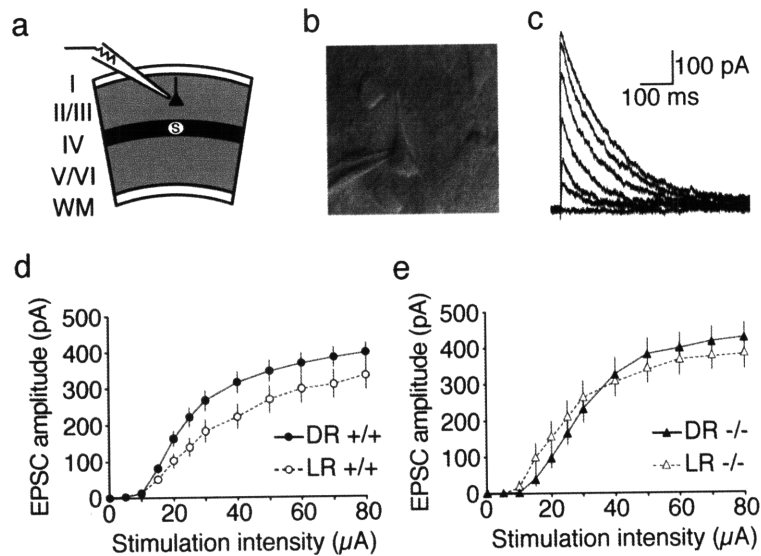 a
I
II/III
IV
V/VI
WM
S
b
c
100 pA
100 ms
d
EPSC amplitude (pA)
500
400
300
200
100
0
0
20
40
60
80
DR +/+
LR +/+
Stimulation intensity (µA)
e
EPSC amplitude (pA)
500
400
300
200
100
0
0
20
40
60
80
DR -/-
LR -/-
Stimulation intensity (µA)